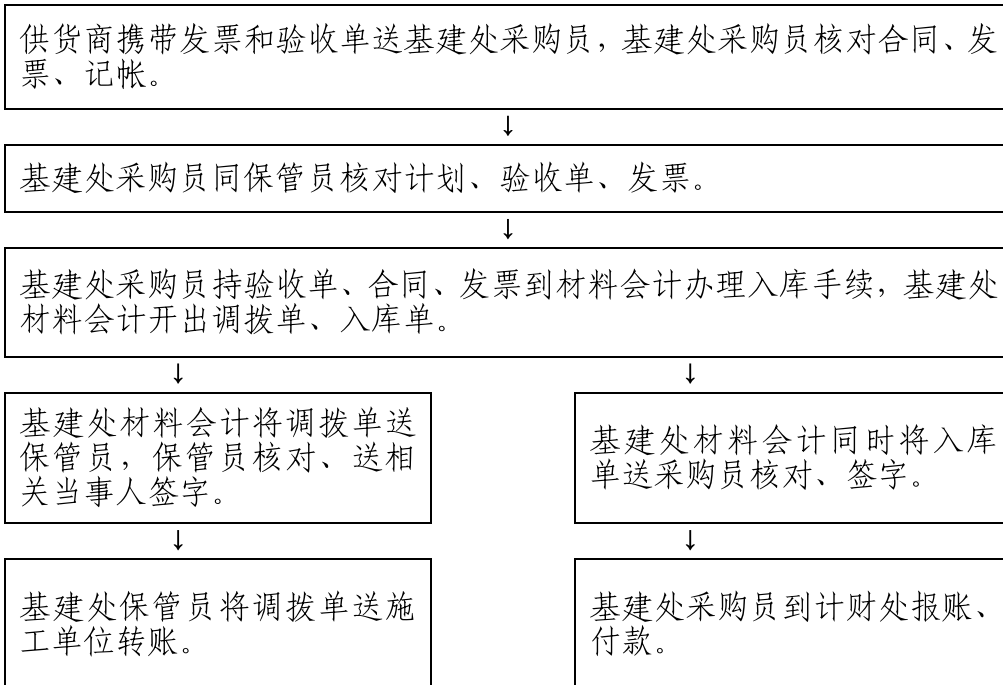 供货商携带发票和验收单送基建处采购员，基建处采购员核对合同、发
票、记帐。
↓
基建处采购员同保管员核对计划、验收单、发票。
↓
基建处采购员持验收单、合同、发票到材料会计办理入库手续，基建处
材料会计开出调拨单、入库单。
↓
↓
基建处材料会计将调拨单送
保管员，保管员核对、送相
关当事人签字。
基建处材料会计同时将入库
单送采购员核对、签字。
↓
↓
基建处保管员将调拨单送施
工单位转账。
基建处采购员到计财处报账、
付款。